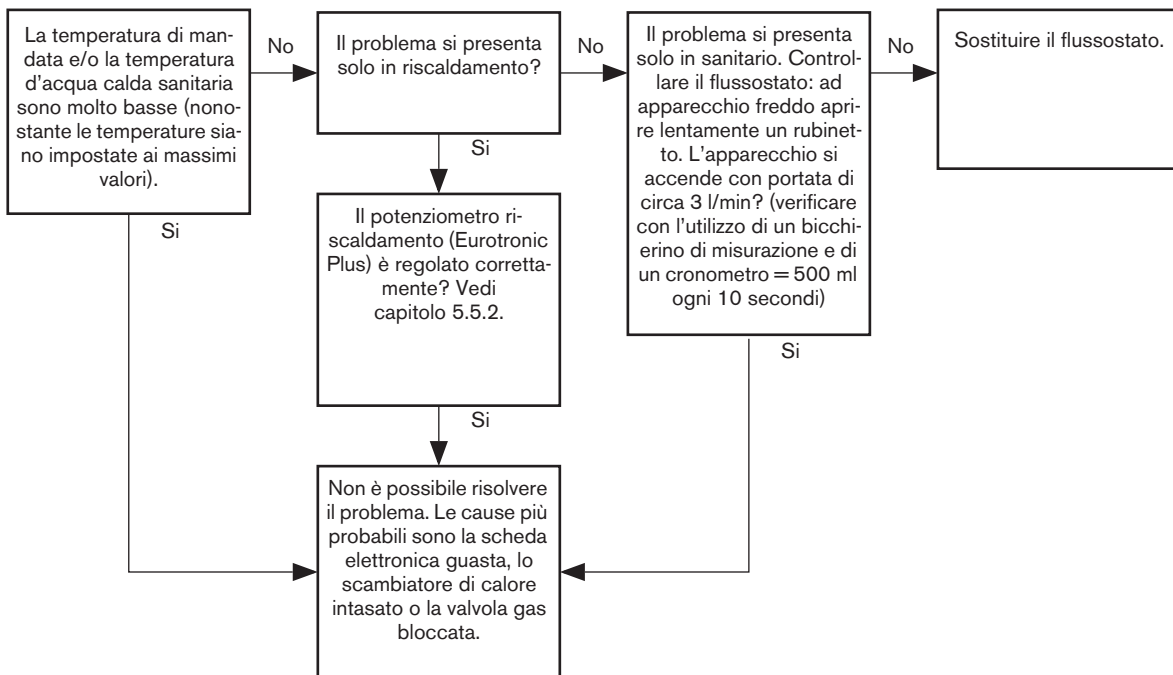 La temperatura di man-
data e/o la temperatura
d'acqua calda sanitaria
sono molto basse (nono-
stante le temperature sia-
no impostate ai massimi
valori).
No
Il problema si presenta
solo in riscaldamento?
No
Il problema si presenta
solo in sanitario. Control-
lare il flussostato: ad
apparecchio freddo apri-
re lentamente un rubinet-
to. L'apparecchio si
accende con portata di
circa 3 l/min? (verificare
con l'utilizzo di un bicchi-
erino di misurazione e di
un cronometro = 500 ml
ogni 10 secondi)
No
Sostituire il flussostato.
Si
Si
Il potenziometro ri-
scaldamento (Eurotronic
Plus) è regolato corretta-
mente? Vedi
capitolo 5.5.2.
Si
Si
Non è possibile risolvere
il problema. Le cause più
probabili sono la scheda
elettronica guasta, lo
scambiatore di calore
intasato o la valvola gas
bloccata.